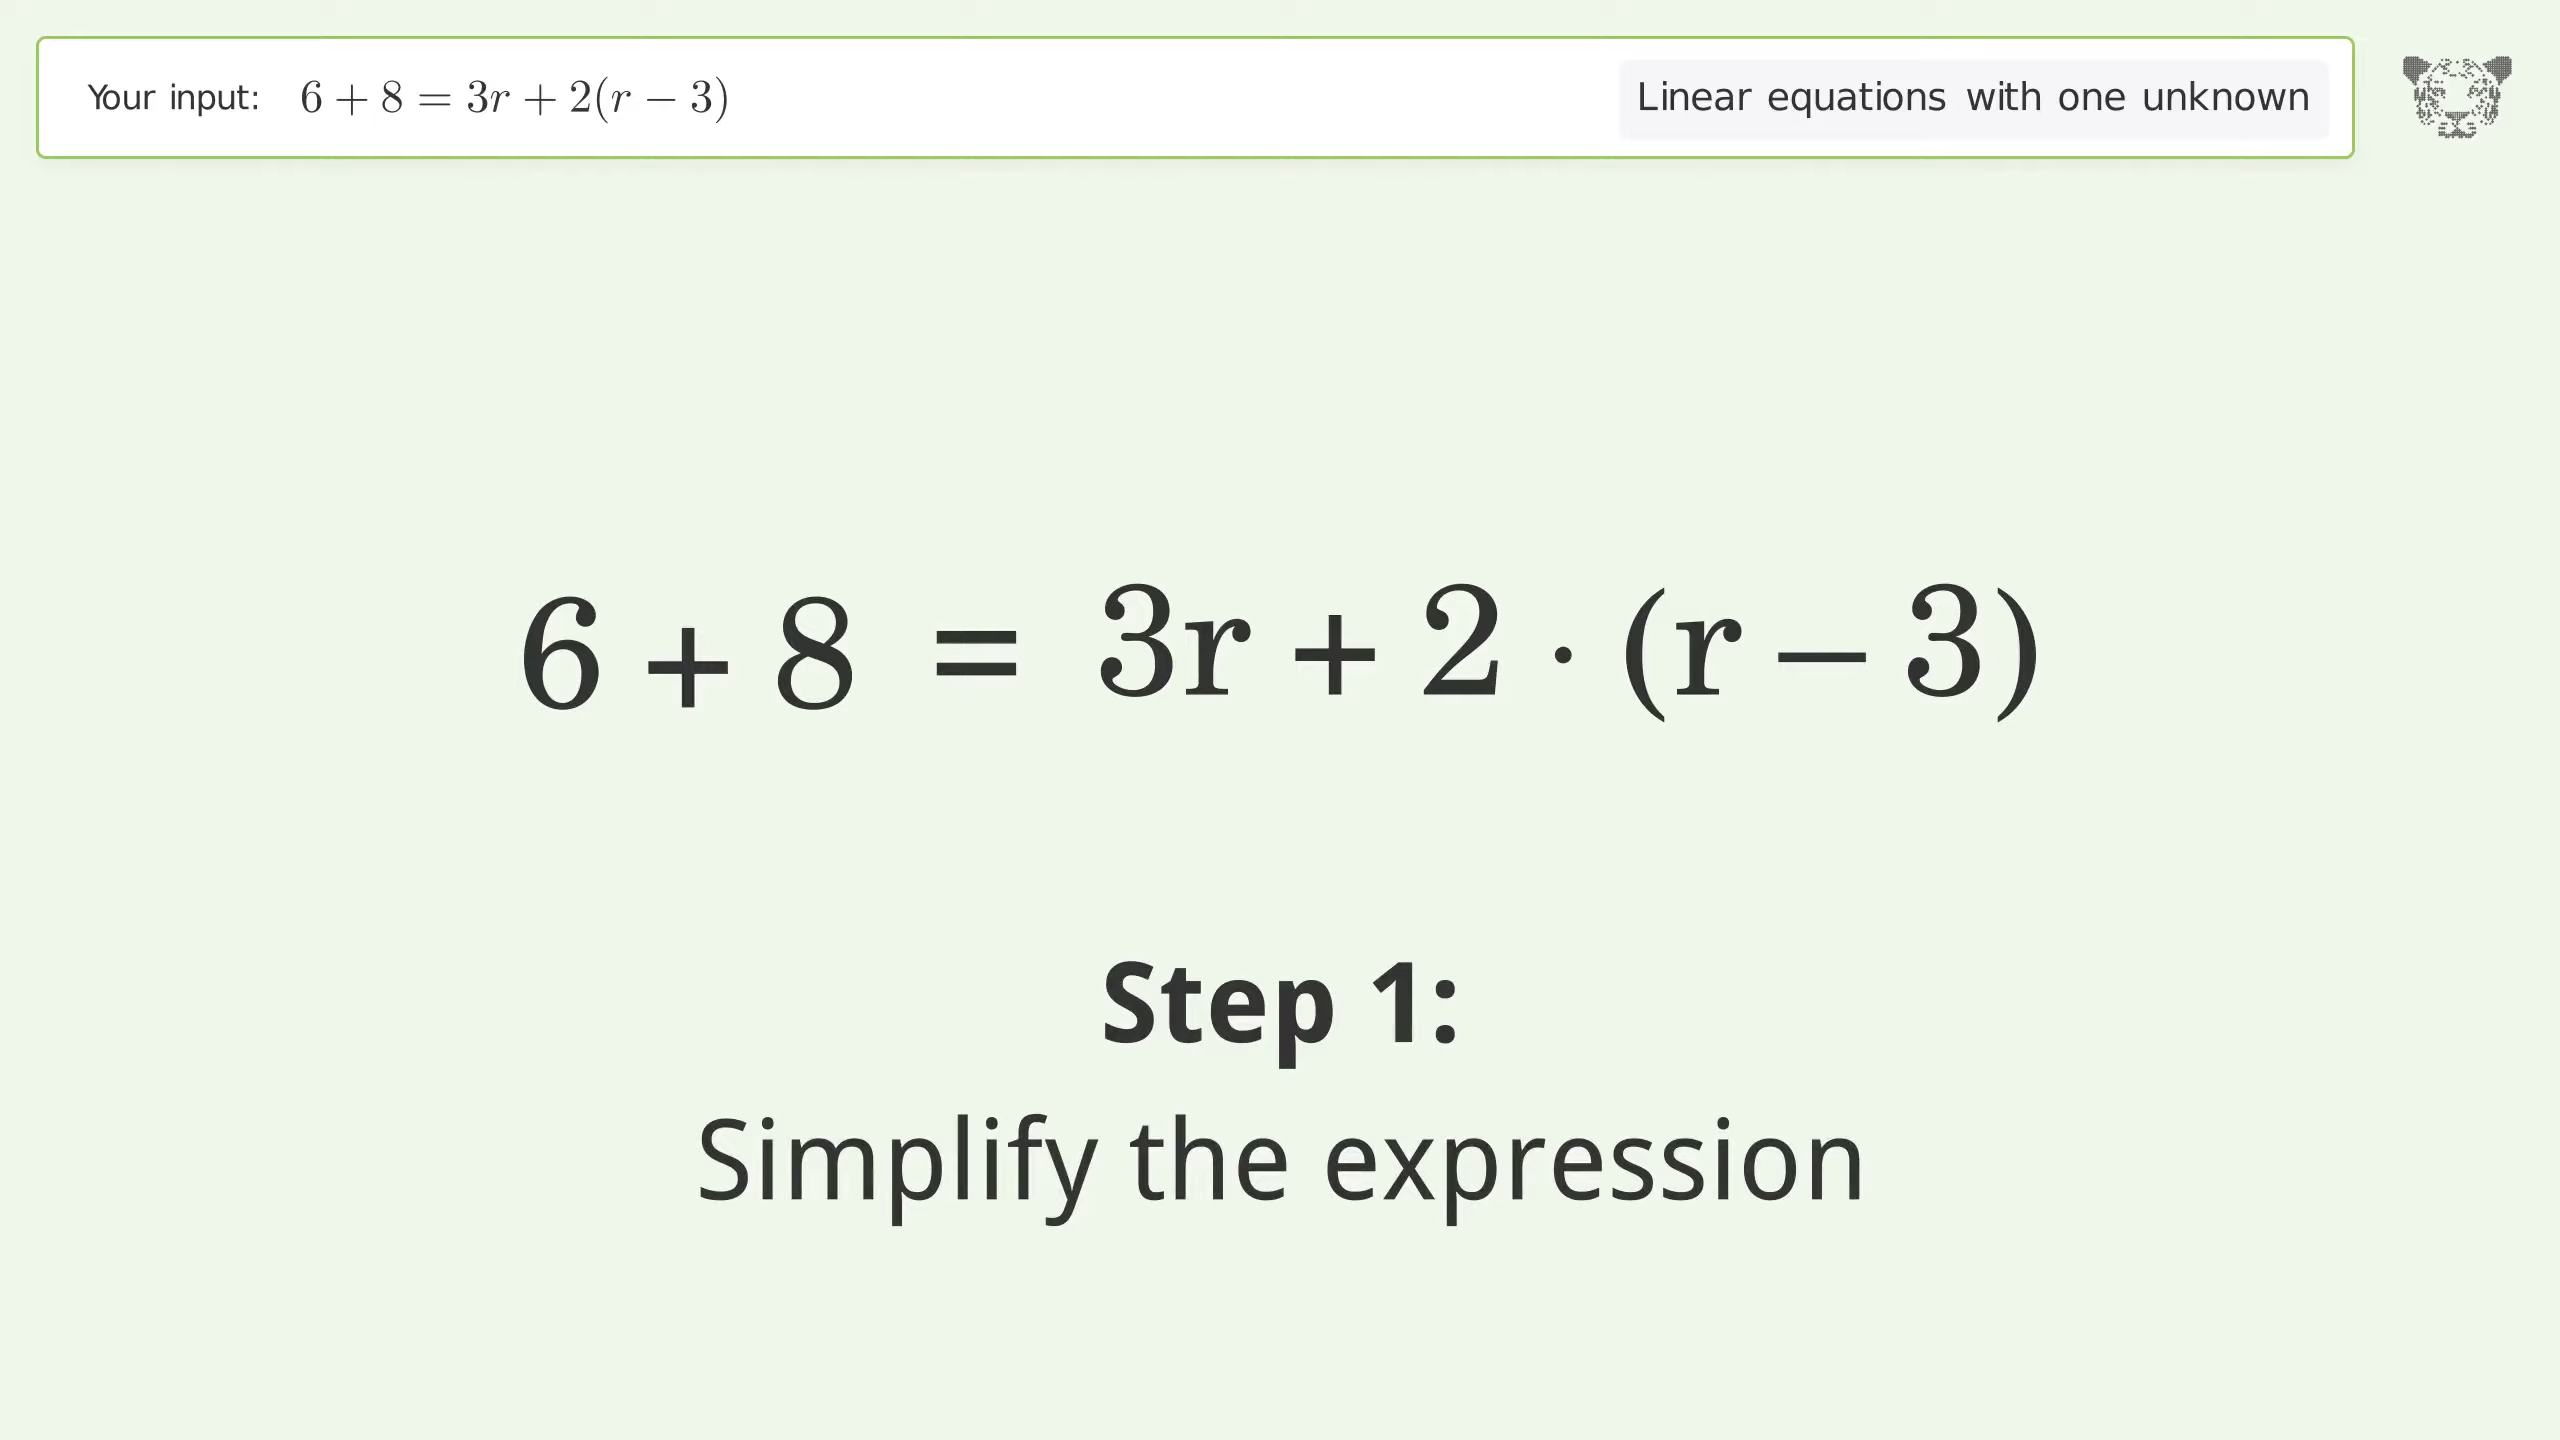 Your input: 6 + 8 = 3r + 2(r − 3)
Linear equations with one unknown
6 + 8 = 3r + 2 · (r − 3)
Step 1:
Simplify the expression